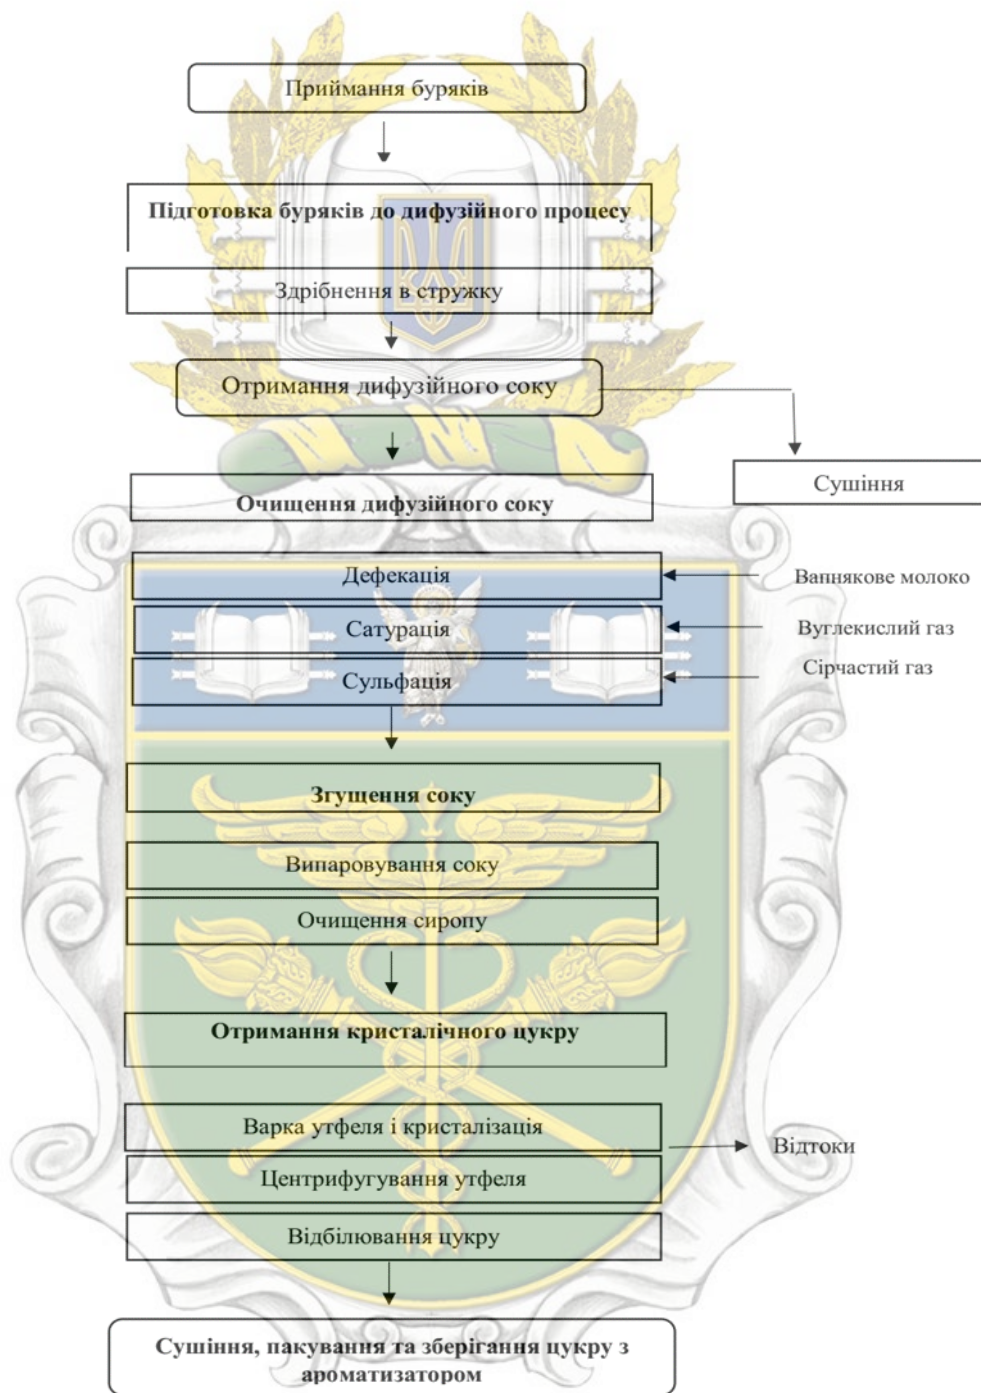 Приймання буряків
Підготовка буряків до дифузійного процесу
Здрібнення в стружку
Отримання дифузійного соку
Сушіння
Очищення дифузійного соку
Дефекація
Вапнякове молоко
Сатурація
Вуглекислий газ
Сірчастий газ
Сульфація
Згущення соку
Випаровування соку
Очищення сиропу
Отримання кристалічного цукру
Варка утфеля і кристалізація
Відтоки
Центрифугування утфеля
Відбілювання цукру
Сушіння, пакування та зберігання цукру з
ароматизатором